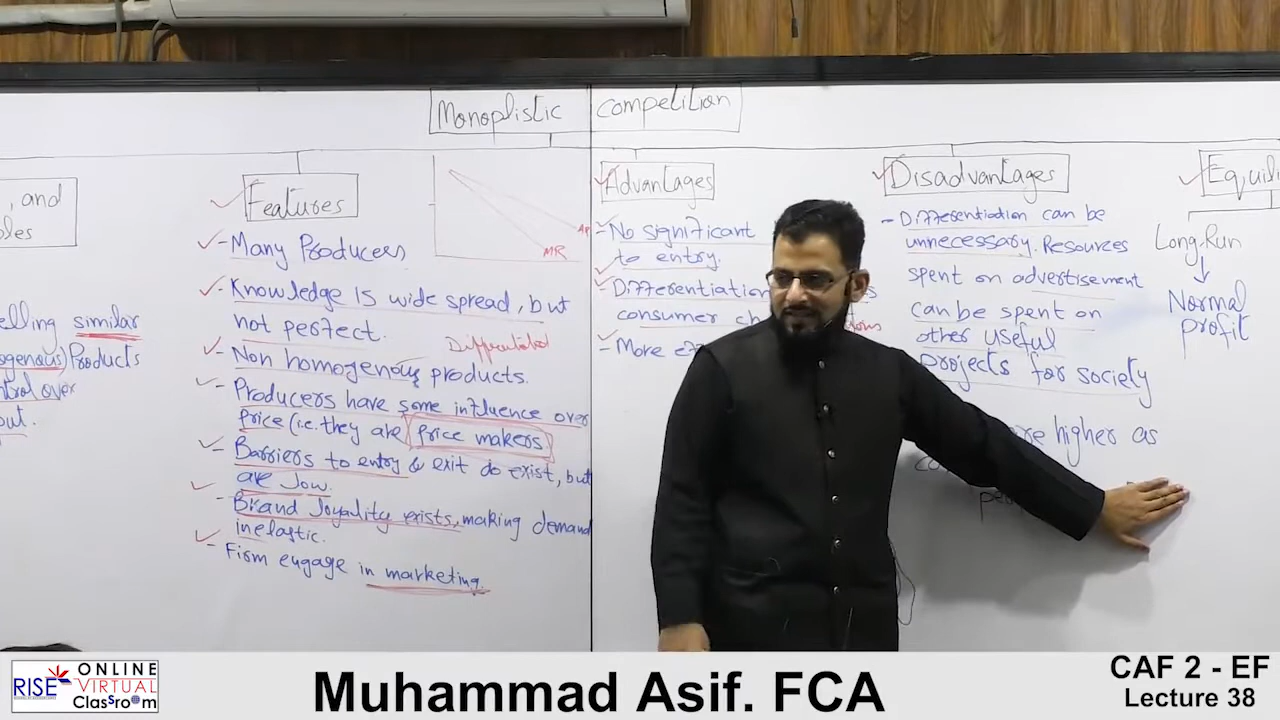 Monoplistic competition
, and
elling similar
ogenous) Products
ntrol over
put.
Features
- Many Producers
- Knowledge is wide spread, but
not perfect.
Differentiated
- Non homogenous products.
- Producers have some influence over
Price (i.e. they are price makers
- Barriers to entry & exit do exist, but
are low.
- Brand loyality exists, making demand
inelastic.
- Firm engage in marketing.
MR
Advantages
- No significant
to entry.
- Differentiation
consumer
- More
Disadvantages
- Differentiation can be
unnecessary. Resources
spent on advertisement
can be spent on
other useful
projects for society
are higher as
Equili
Long-Run
Normal
profit
RISE
ONLINE
VIRTUAL
Classroom
Muhammad Asif. FCA
CAF 2 - EF
Lecture 38